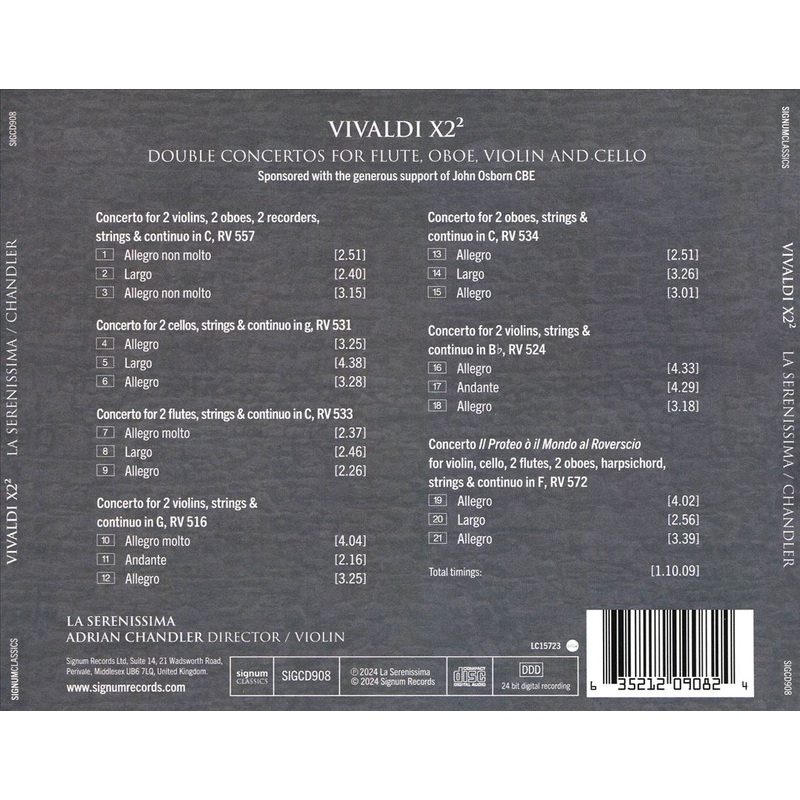 VIVALDI X2²
DOUBLE CONCERTOS FOR FLUTE, OBOE, VIOLIN AND CELLO
Sponsored with the generous support of John Osborn CBE
Concerto for 2 violins, 2 oboes, 2 recorders,
strings & continuo in C, RV 557
1 Allegro non molto [2.51]
2 Largo [2.40]
3 Allegro non molto [3.15]
Concerto for 2 cellos, strings & continuo in g, RV 531
4 Allegro [3.25]
5 Largo [4.38]
6 Allegro [3.28]
Concerto for 2 flutes, strings & continuo in C, RV 533
7 Allegro molto [2.37]
8 Largo [2.46]
9 Allegro [2.26]
Concerto for 2 violins, strings &
continuo in G, RV 516
10 Allegro molto [4.04]
11 Andante [2.16]
12 Allegro [3.25]
Concerto for 2 oboes, strings &
continuo in C, RV 534
13 Allegro [2.51]
14 Largo [3.26]
15 Allegro [3.01]
Concerto for 2 violins, strings &
continuo in B♭, RV 524
16 Allegro [4.33]
17 Andante [4.29]
18 Allegro [3.18]
Concerto Il Proteo ò il Mondo al Roverscio
for violin, cello, 2 flutes, 2 oboes, harpsichord,
strings & continuo in F, RV 572
19 Allegro [4.02]
20 Largo [2.56]
21 Allegro [3.39]
Total timings: [1.10.09]
LA SERENISSIMA
ADRIAN CHANDLER DIRECTOR / VIOLIN
Signum Records Ltd, Suite 14, 21 Wadsworth Road,
Perivale, Middlesex UB6 7LQ, United Kingdom.
www.signumrecords.com
signum
CLASSICS
SIGCD908
℗ 2024 La Serenissima
© 2024 Signum Records
COMPACT
disc
DIGITAL AUDIO
DDD
24 bit digital recording
LC15723
6 35212 09082 4
SIGCD908
LA SERENISSIMA / CHANDLER
VIVALDI X2²
SIGNUMCLASSICS
SIGNUMCLASSICS
VIVALDI X2²
LA SERENISSIMA / CHANDLER
SIGCD908